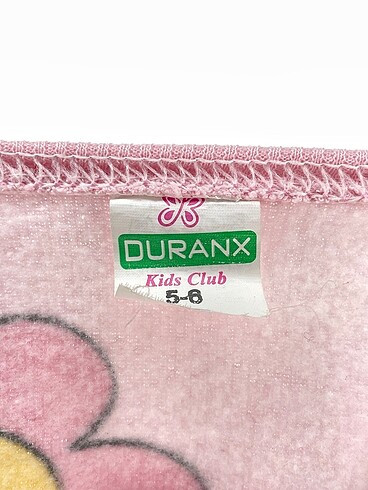 DURANX
Kids Club
5-6